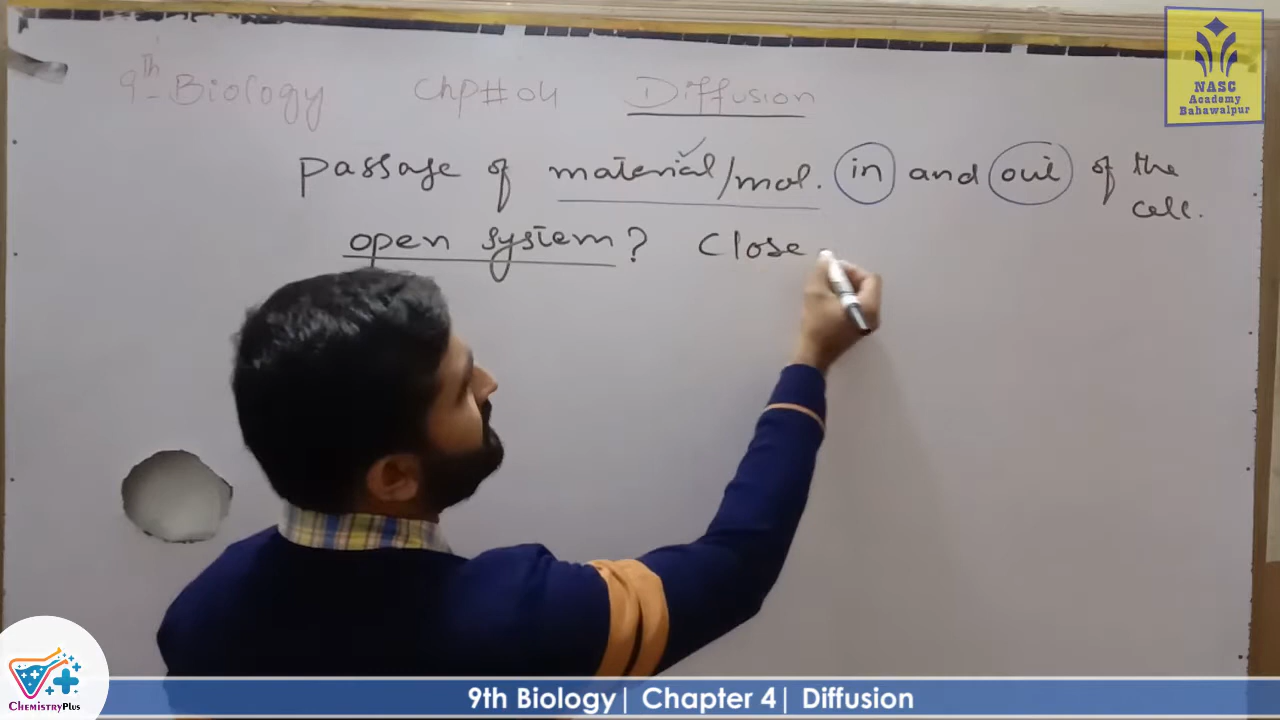 9th Biology Chp#04 Diffusion
passage of material/mol. in and out of the
cell.
open system? Close
NASC
Academy
Bahawalpur
ChemistryPlus
9th Biology| Chapter 4| Diffusion